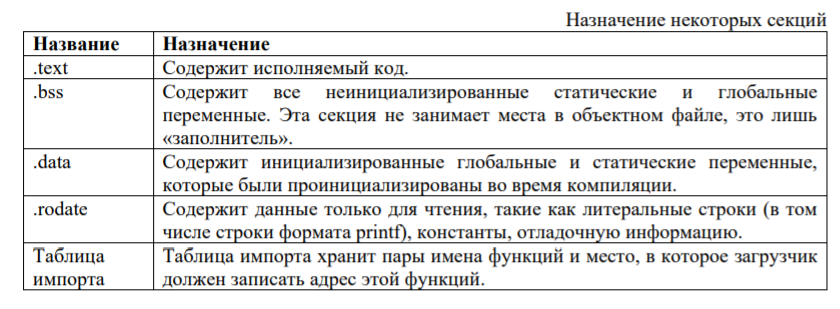 Назначение некоторых секций
Название Назначение
.text Содержит исполняемый код.
.bss Содержит все неинициализированные статические и глобальные
переменные. Эта секция не занимает места в объектном файле, это лишь
«заполнитель».
.data Содержит инициализированные глобальные и статические переменные,
которые были проинициализированы во время компиляции.
.rodate Содержит данные только для чтения, такие как литеральные строки (в том
числе строки формата printf), константы, отладочную информацию.
Таблица Таблица импорта хранит пары имена функций и место, в которое загрузчик
импорта должен записать адрес этой функций.